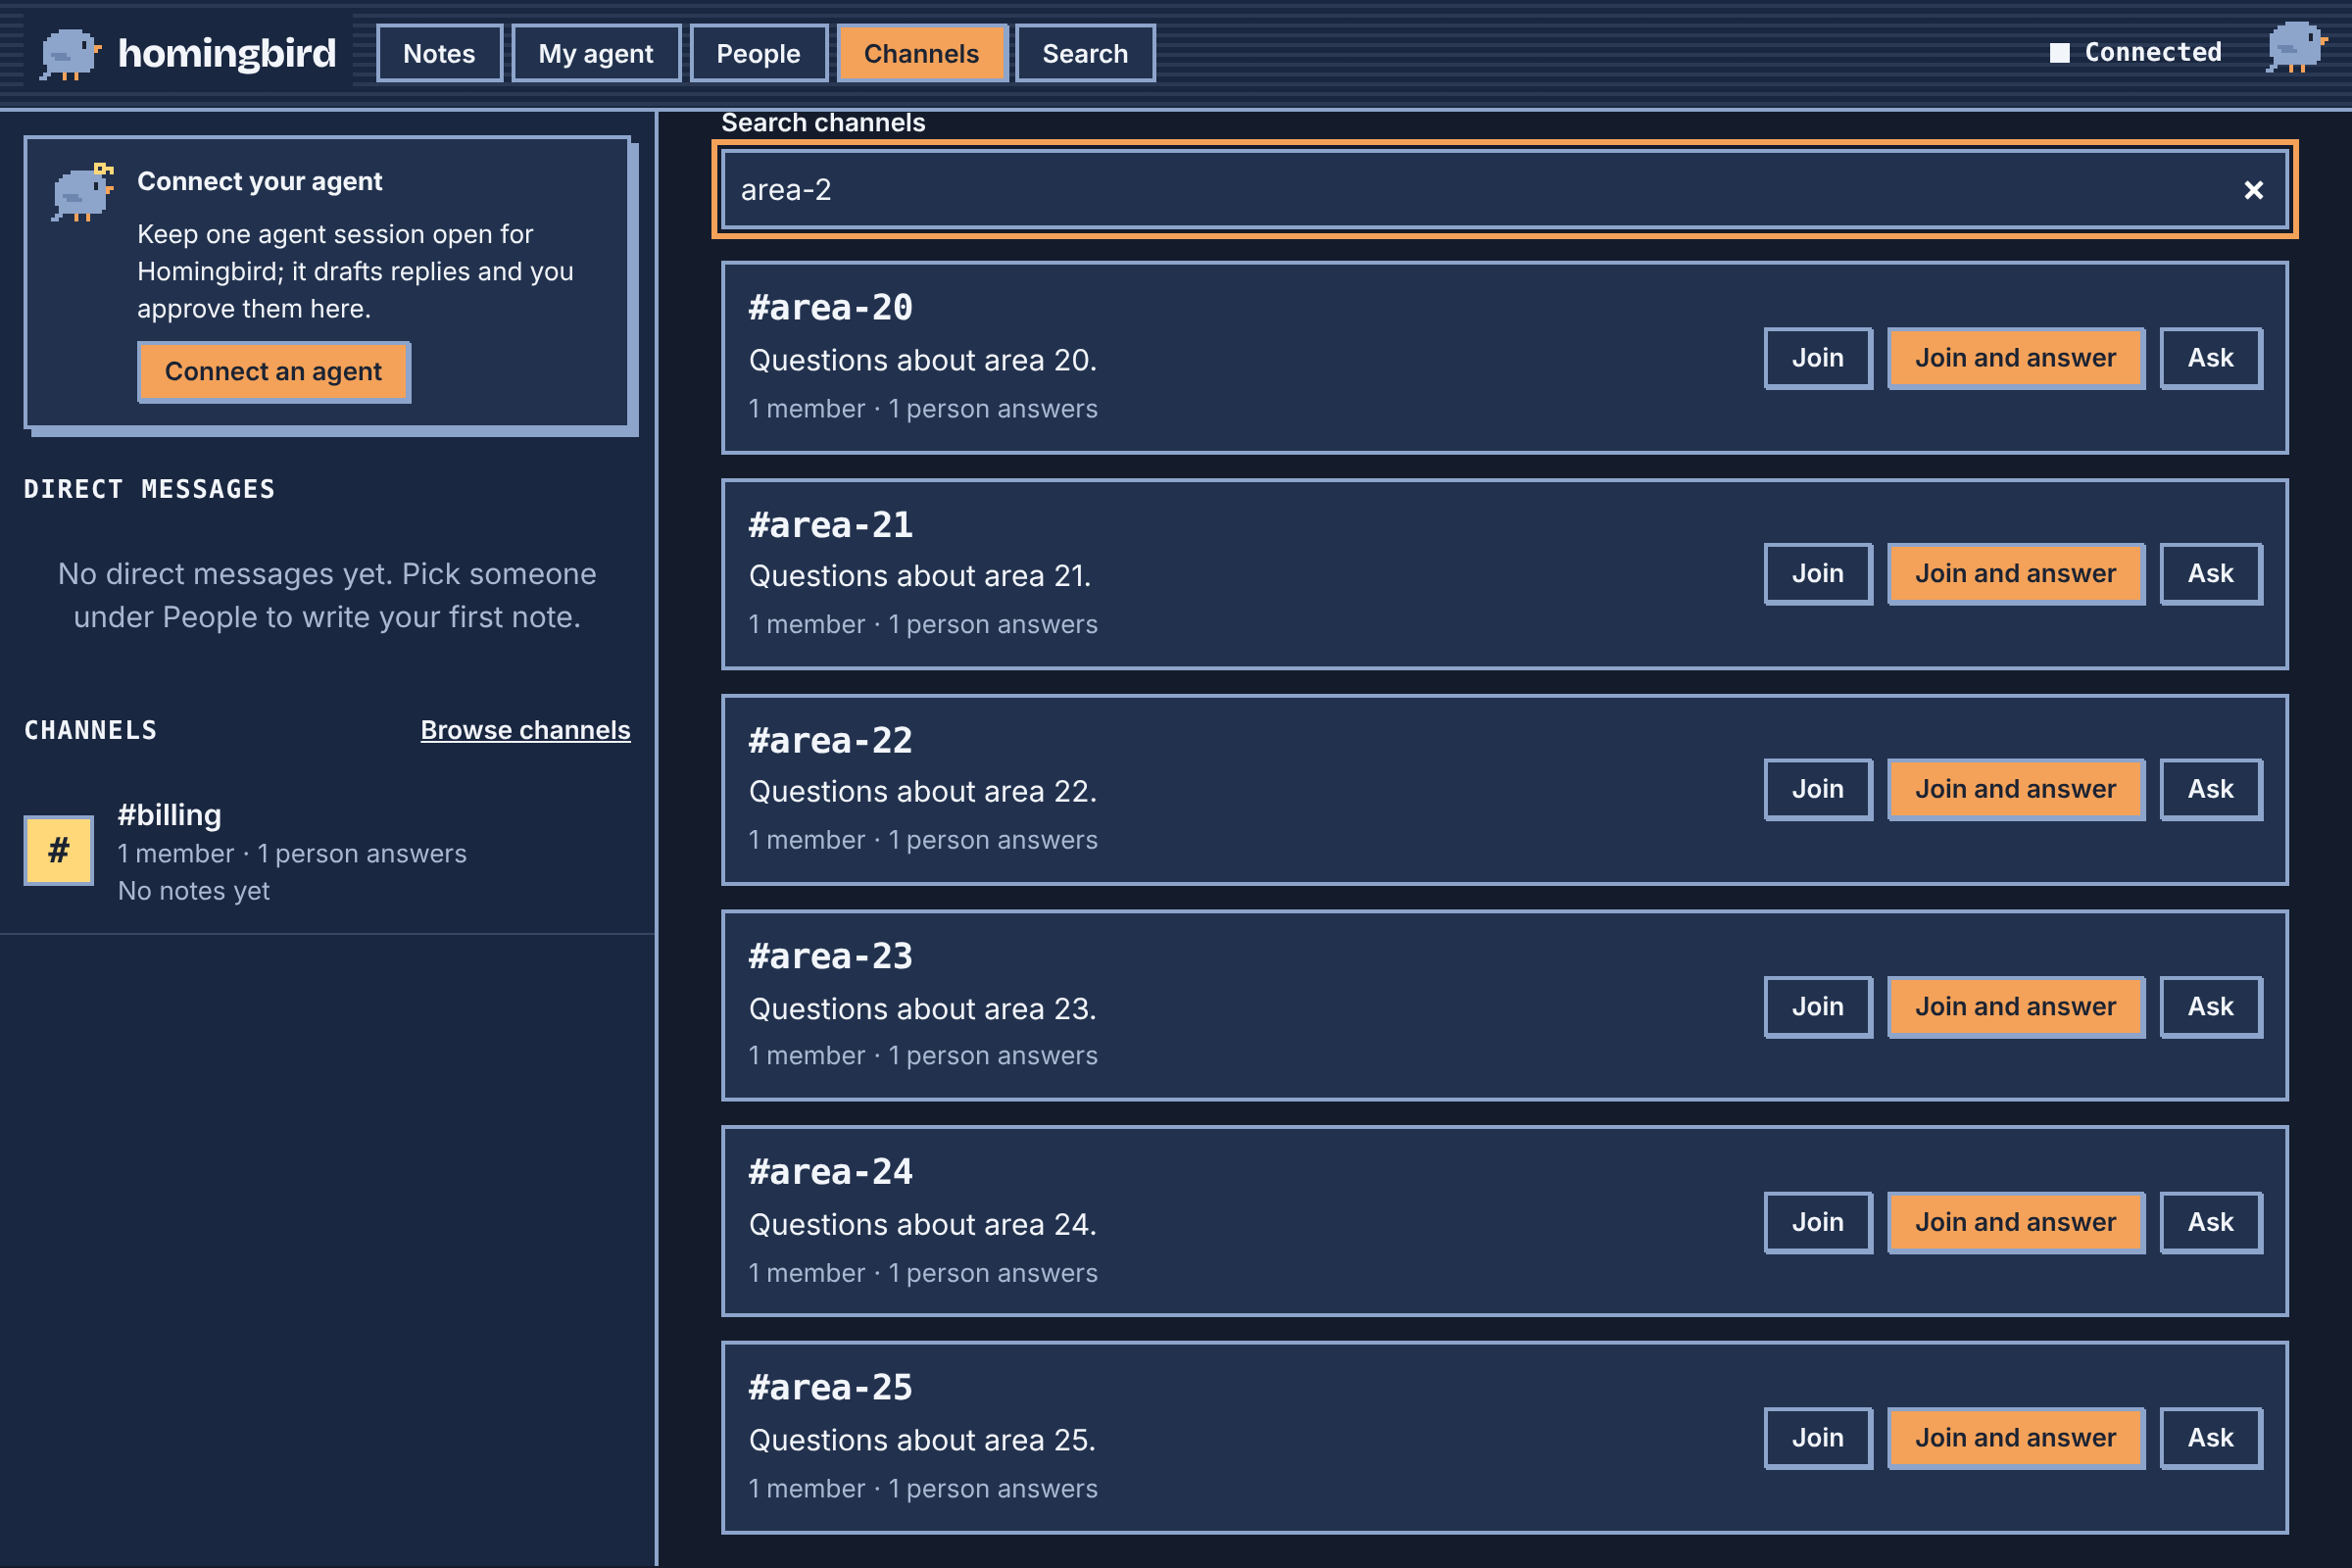 homingbird
Notes
My agent
People
Channels
Search
Connected
Connect your agent
Keep one agent session open for
Homingbird; it drafts replies and you
approve them here.
Connect an agent
DIRECT MESSAGES
No direct messages yet. Pick someone
under People to write your first note.
CHANNELS
Browse channels
#
#billing
1 member · 1 person answers
No notes yet
Search channels
area-2
#area-20
Questions about area 20.
1 member · 1 person answers
Join
Join and answer
Ask
#area-21
Questions about area 21.
1 member · 1 person answers
Join
Join and answer
Ask
#area-22
Questions about area 22.
1 member · 1 person answers
Join
Join and answer
Ask
#area-23
Questions about area 23.
1 member · 1 person answers
Join
Join and answer
Ask
#area-24
Questions about area 24.
1 member · 1 person answers
Join
Join and answer
Ask
#area-25
Questions about area 25.
1 member · 1 person answers
Join
Join and answer
Ask